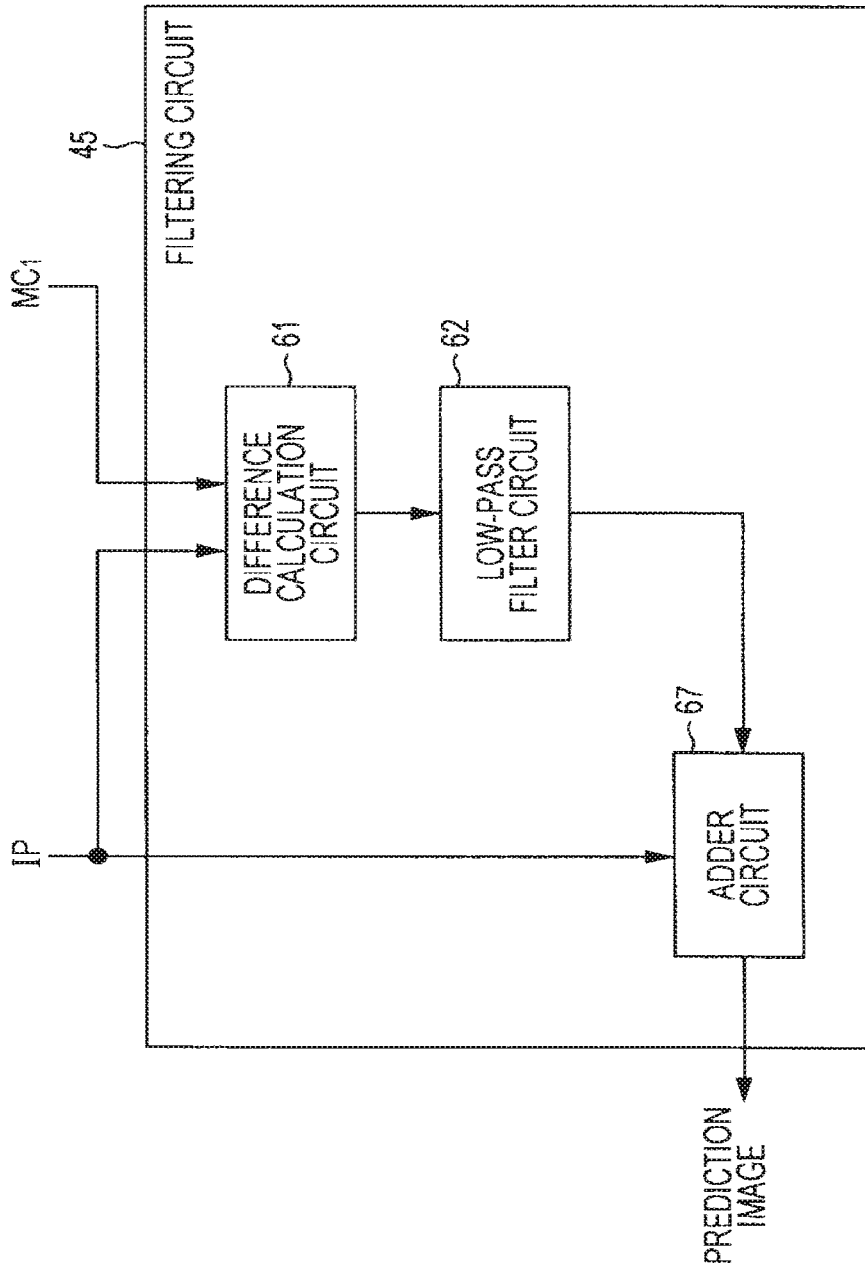 IP
MC1
45
FILTERING CIRCUIT
61
DIFFERENCE
CALCULATION
CIRCUIT
62
LOW-PASS
FILTER CIRCUIT
67
ADDER
CIRCUIT
PREDICTION
IMAGE